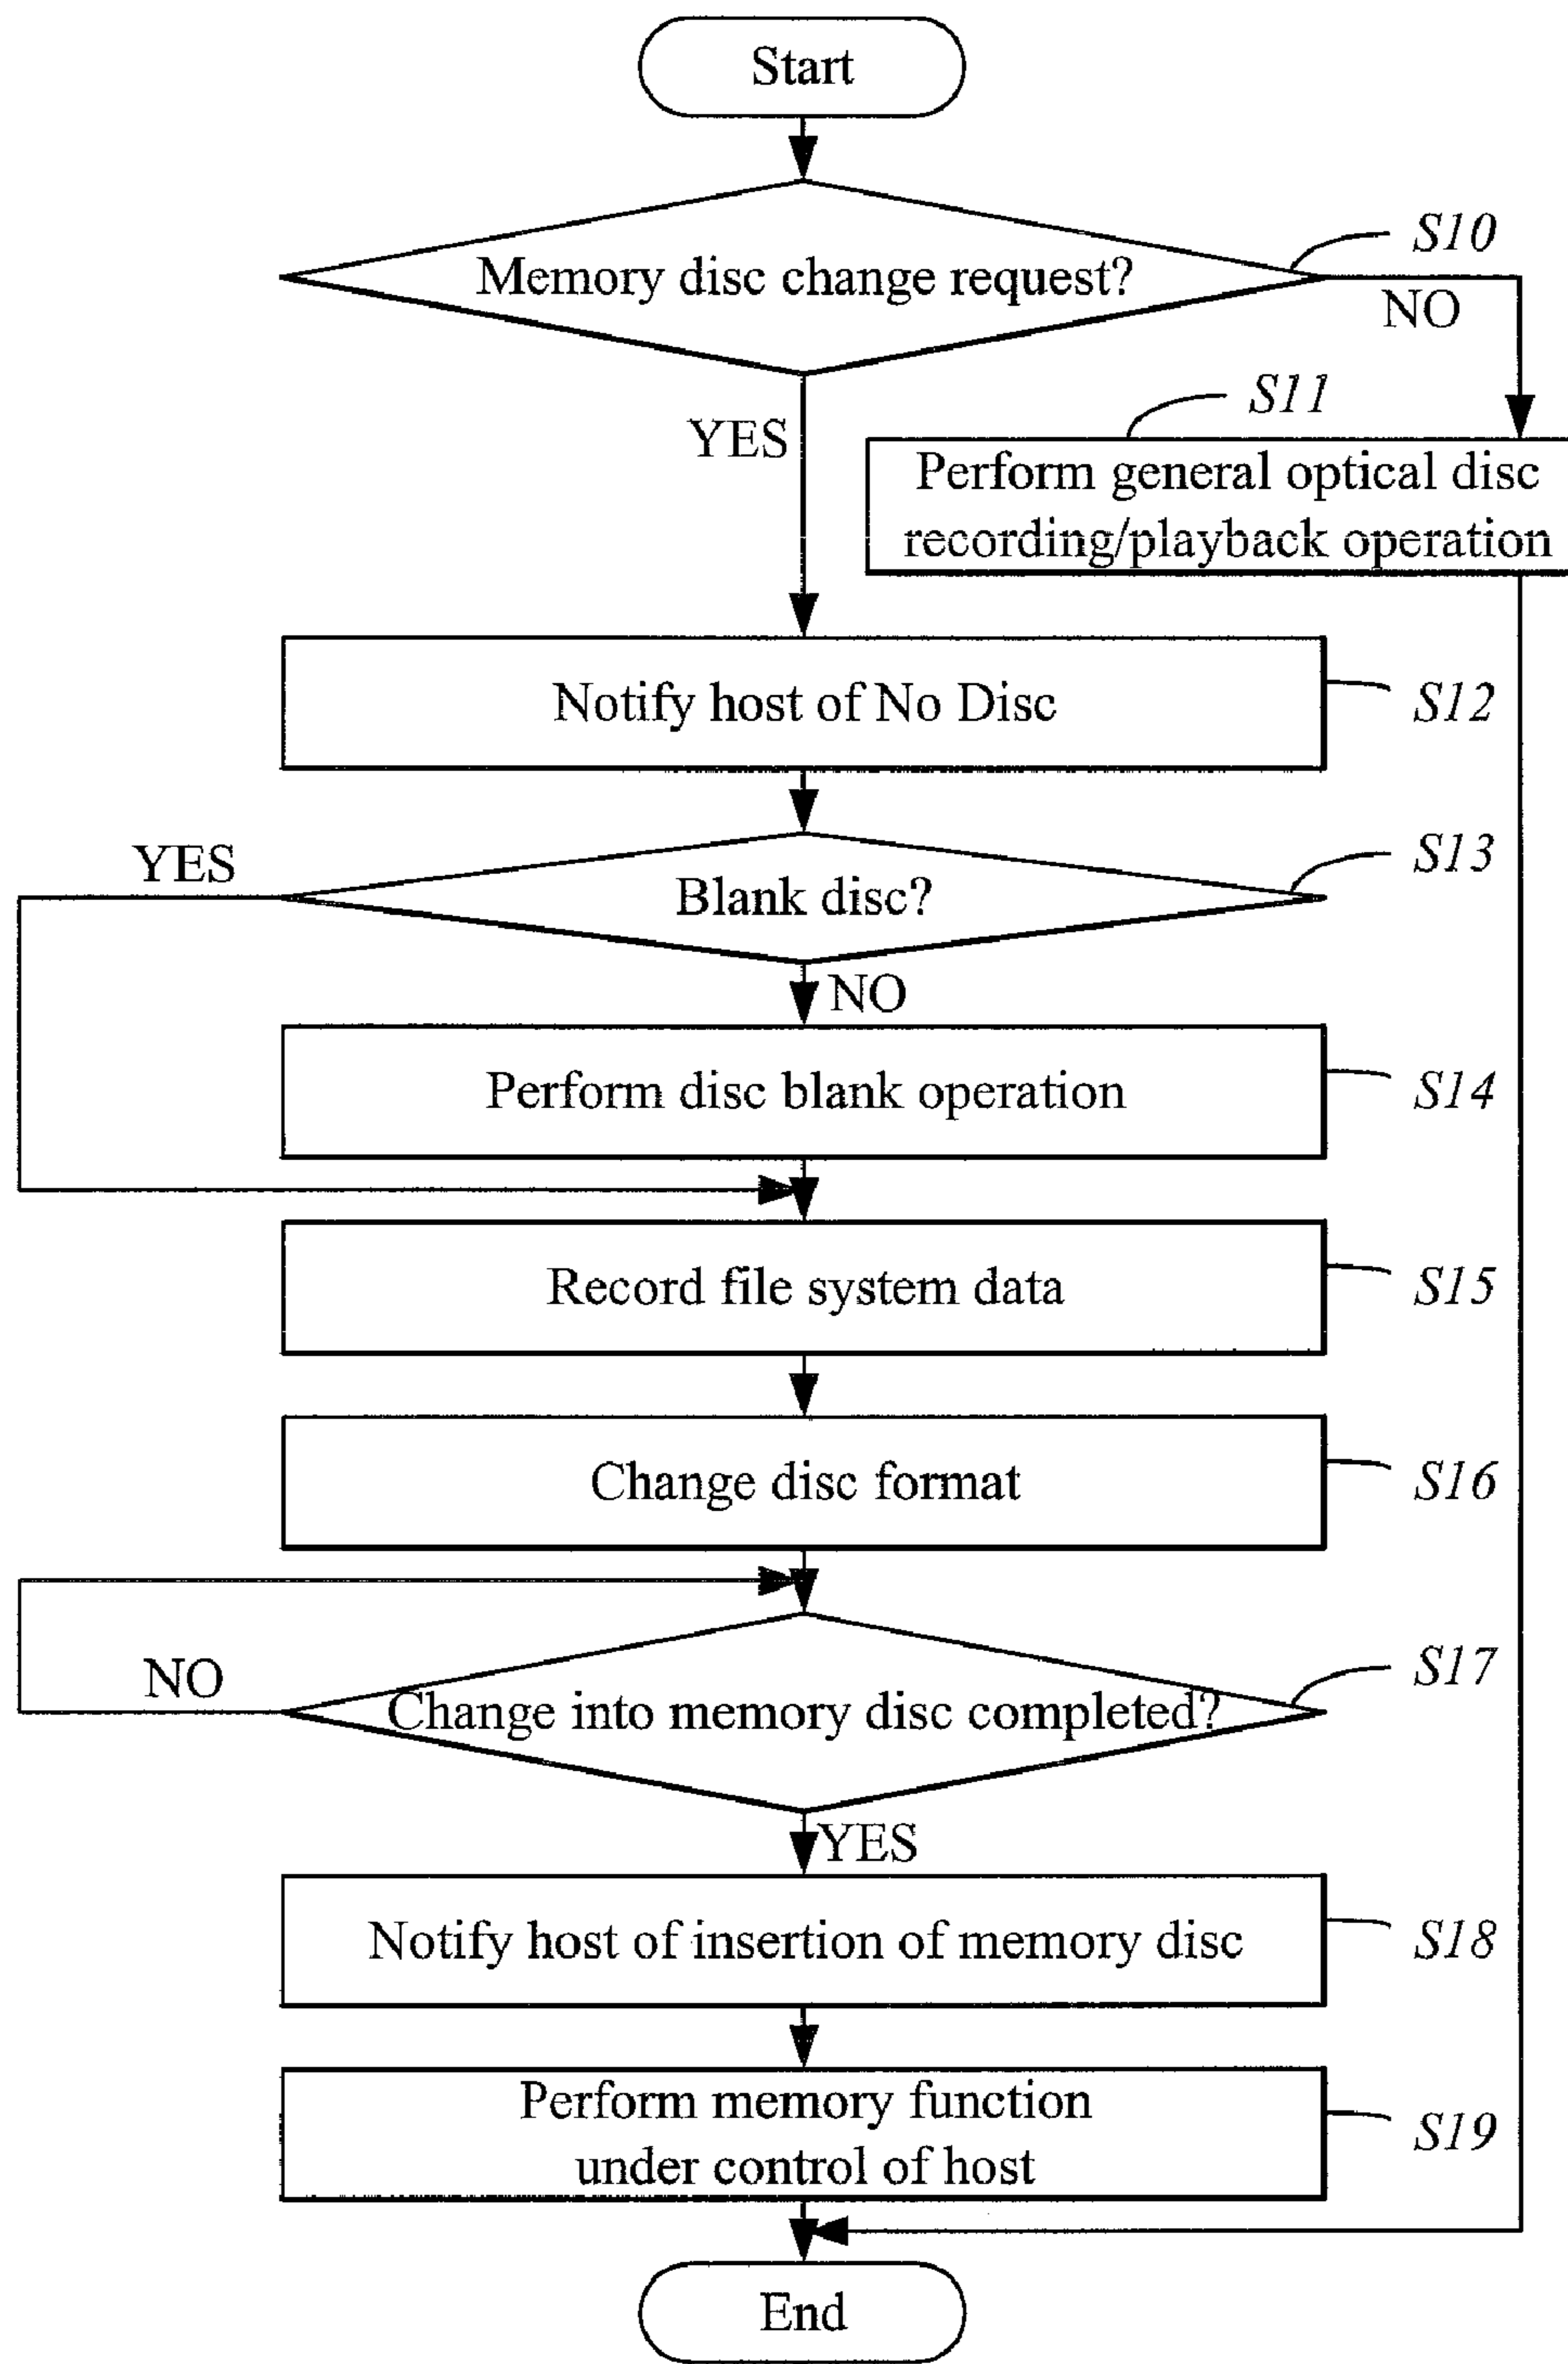 Start
Memory disc change request?
S10
NO
YES
S11
Perform general optical disc
recording/playback operation
Notify host of No Disc
S12
YES
Blank disc?
S13
NO
Perform disc blank operation
S14
Record file system data
S15
Change disc format
S16
NO
Change into memory disc completed?
S17
YES
Notify host of insertion of memory disc
S18
Perform memory function
under control of host
S19
End